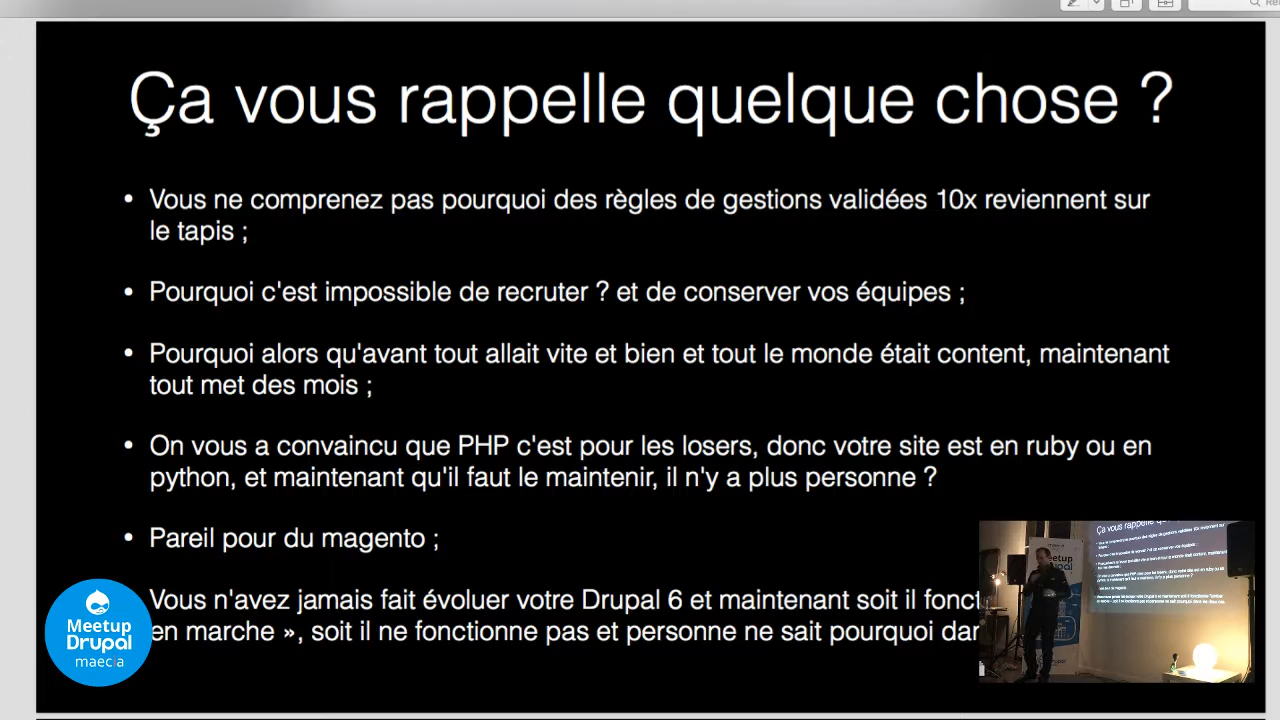 Ça vous rappelle quelque chose ?
• Vous ne comprenez pas pourquoi des règles de gestions validées 10x reviennent sur
le tapis ;
• Pourquoi c'est impossible de recruter ? et de conserver vos équipes ;
• Pourquoi alors qu'avant tout allait vite et bien et tout le monde était content, maintenant
tout met des mois ;
• On vous a convaincu que PHP c'est pour les losers, donc votre site est en ruby ou en
python, et maintenant qu'il faut le maintenir, il n'y a plus personne ?
• Pareil pour du magento ;
Vous n'avez jamais fait évoluer votre Drupal 6 et maintenant soit il
en marche », soit il ne fonctionne pas et personne ne sait pourquoi
Meetup
Drupal
maecia
Ça vous rappelle
Meetup
Drupal